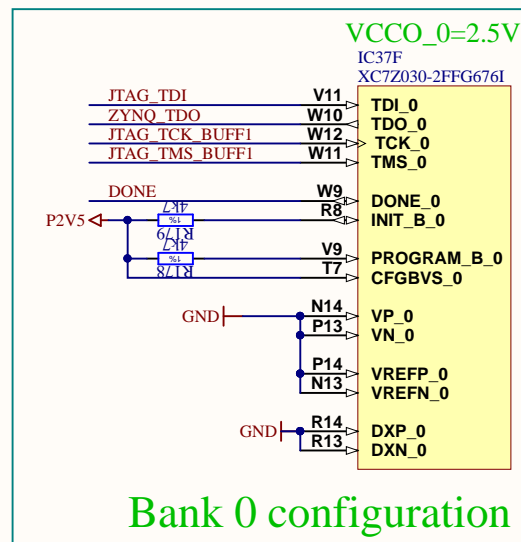 VCCO_0=2.5V
IC37F
XC7Z030-2FFG676I
JTAG_TDI V11 TDI_0
ZYNQ_TDO W10 TDO_0
JTAG_TCK_BUFF1 W12 TCK_0
JTAG_TMS_BUFF1 W11 TMS_0
DONE W9 DONE_0
4k7
P2V5 1% R8 INIT_B_0
R179
4k7
1% V9 PROGRAM_B_0
R178 T7 CFGBVS_0
GND N14 VP_0
P13 VN_0
P14 VREFP_0
N13 VREFN_0
GND R14 DXP_0
R13 DXN_0
Bank 0 configuration